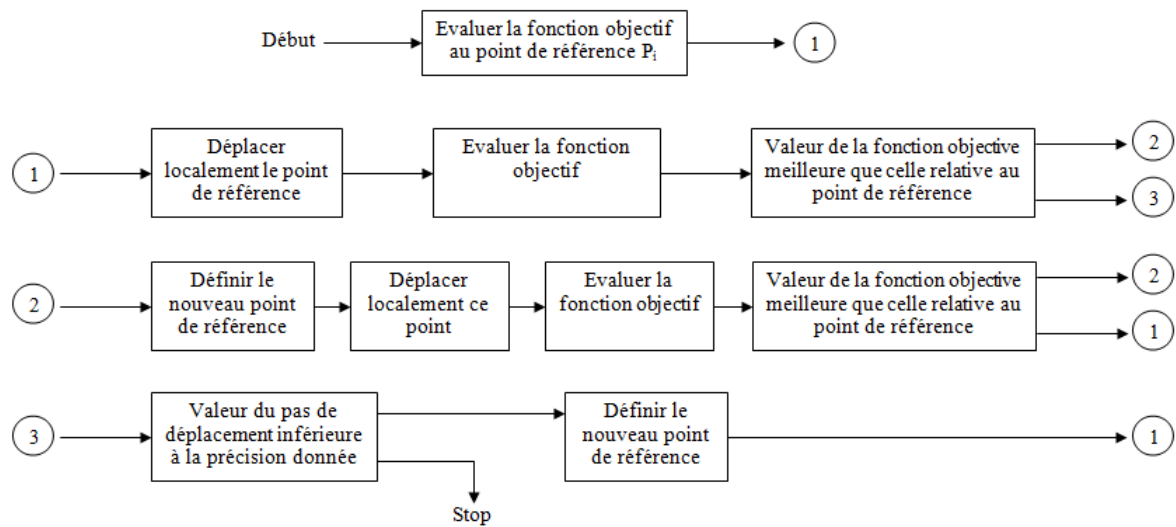 Début
Evaluer la fonction objectif
au point de référence Pi
1
1
Déplacer
localement le point
de référence
Evaluer la fonction
objectif
Valeur de la fonction objective
meilleure que celle relative au
point de référence
2
3
2
Définir le
nouveau point
de référence
Déplacer
localement ce
point
Evaluer la
fonction objectif
Valeur de la fonction objective
meilleure que celle relative au
point de référence
2
1
3
Valeur du pas de
déplacement inférieure
à la précision donnée
Stop
Définir le
nouveau point
de référence
1